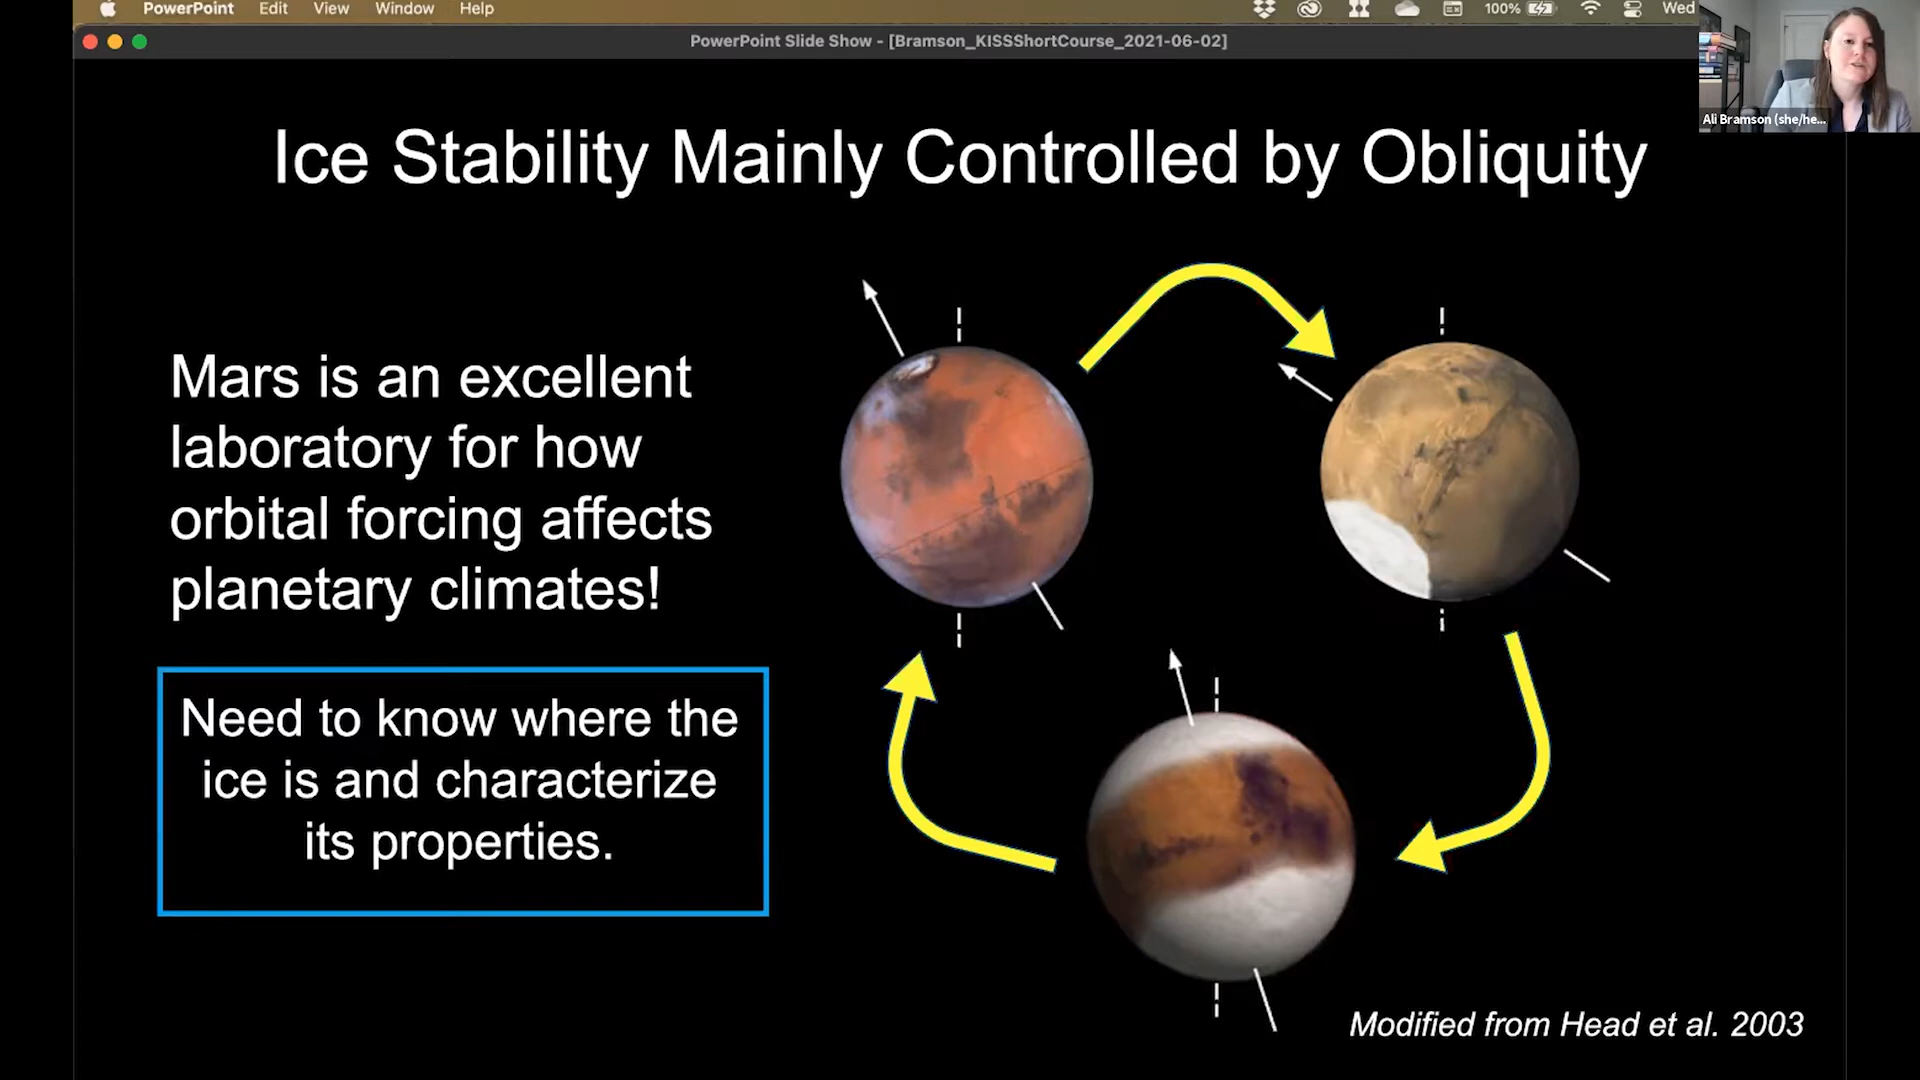 PowerPoint Edit View Window Help 100% Wed
PowerPoint Slide Show - [Bramson_KISSShortCourse_2021-06-02]
Ali Bramson (she/he...
Ice Stability Mainly Controlled by Obliquity
Mars is an excellent
laboratory for how
orbital forcing affects
planetary climates!
Need to know where the
ice is and characterize
its properties.
Modified from Head et al. 2003